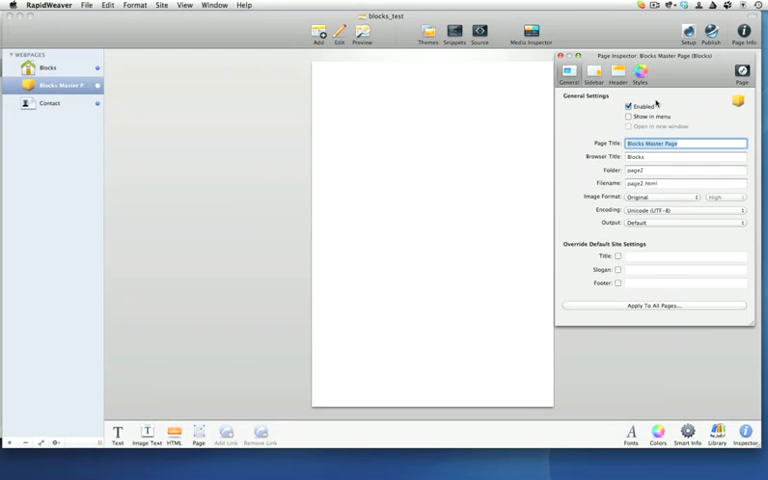 RapidWeaver File Edit Format Site View Window Help
blocks_test
Add Edit Preview Themes Snippets Source Media Inspector Setup Publish Page Info
WEBPAGES
Blocks
Blocks Master P...
Contact
Page Inspector: Blocks Master Page (Blocks)
General Sidebar Header Styles Page
General Settings
Enabled
Show in menu
Open in new window
Page Title: Blocks Master Page
Browser Title: Blocks
Folder: page2
Filename: page2.html
Image Format: Original High
Encoding: Unicode (UTF-8)
Output: Default
Override Default Site Settings
Title:
Slogan:
Footer:
Apply To All Pages...
Text Image Text HTML Page Add Link Remove Link Fonts Colors Smart Info Library Inspector